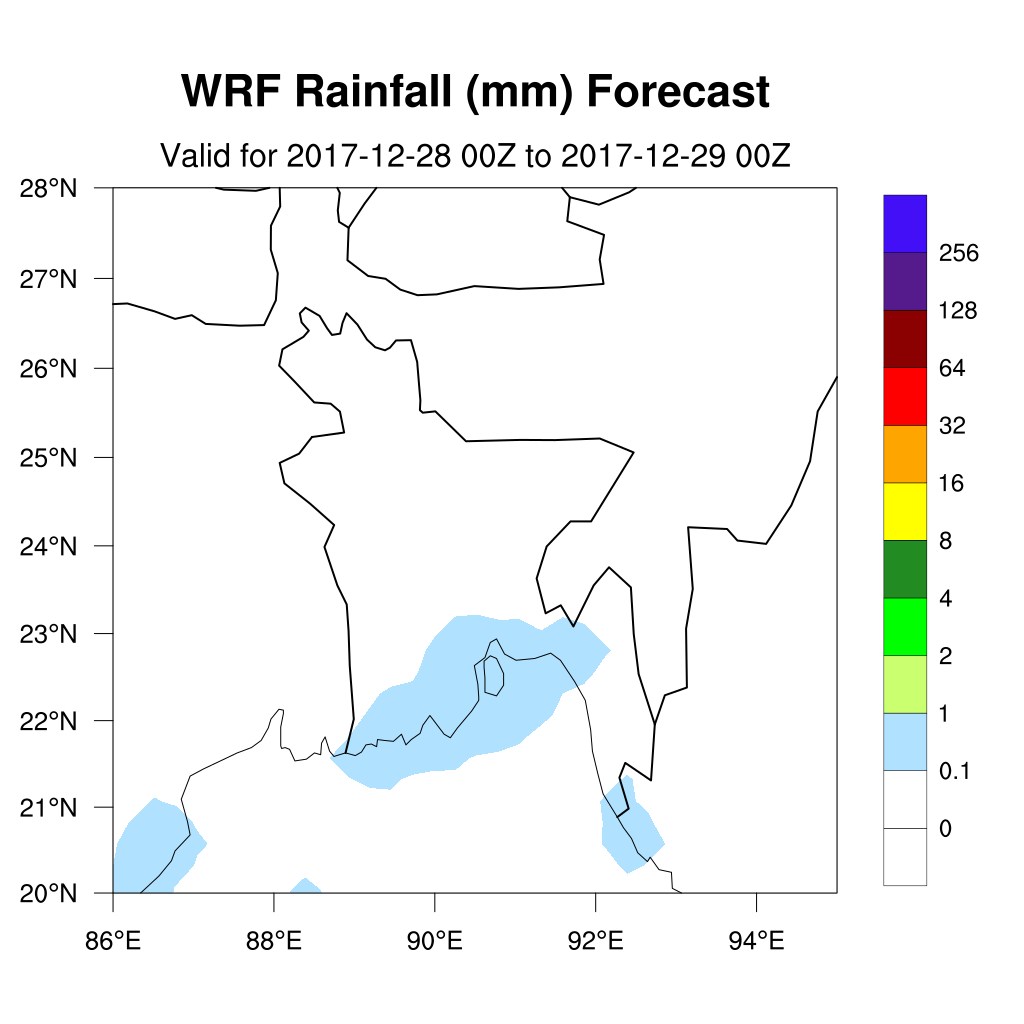 WRF Rainfall (mm) Forecast
Valid for 2017-12-28 00Z to 2017-12-29 00Z
28°N
27°N
26°N
25°N
24°N
23°N
22°N
21°N
20°N
86°E 88°E 90°E 92°E 94°E
256
128
64
32
16
8
4
2
1
0.1
0